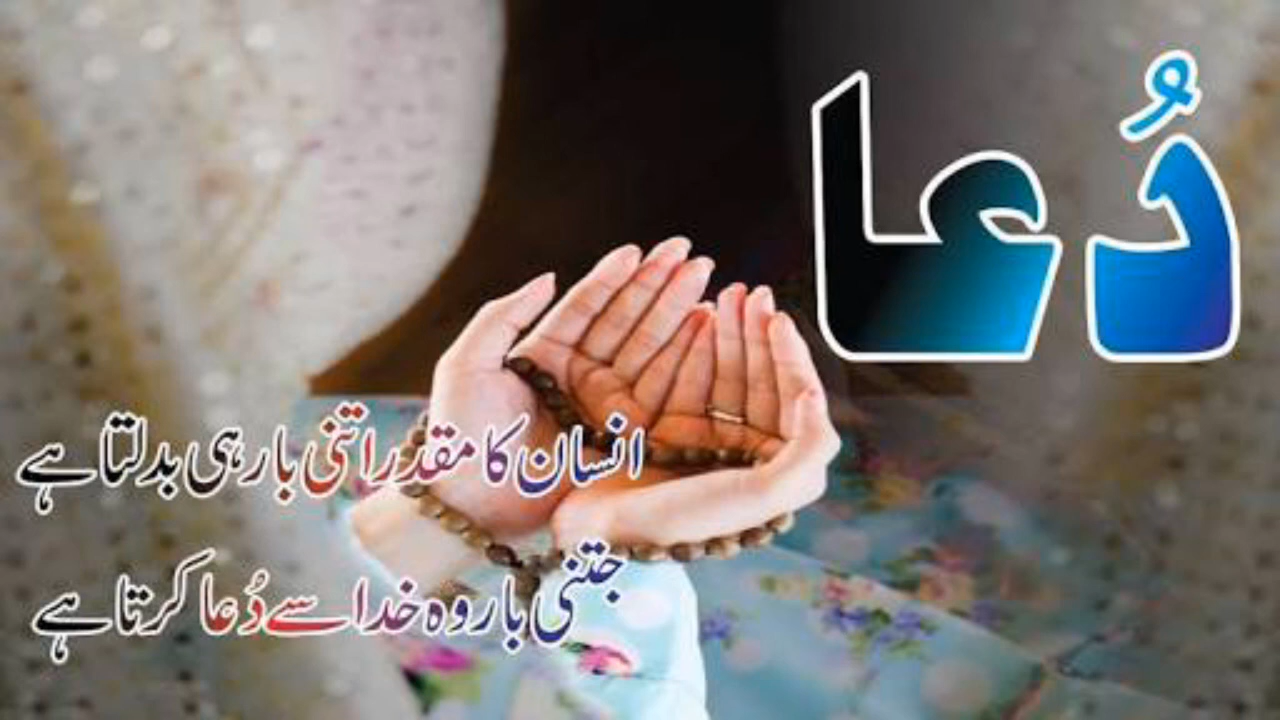 دُعا
انسان کا مقدر اتنی بار ہی بدلتا ہے
جتنی بار وہ خدا سے دُعا کرتا ہے